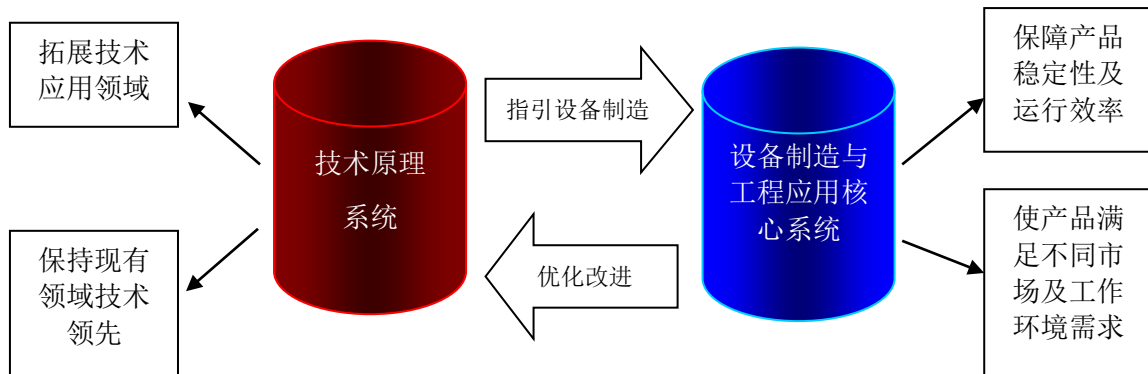 拓展技术
应用领域
保持现有
领域技术
领先
技术原理
系统
指引设备制造
优化改进
设备制造与
工程应用核
心系统
保障产品
稳定性及
运行效率
使产品满
足不同市
场及工作
环境需求